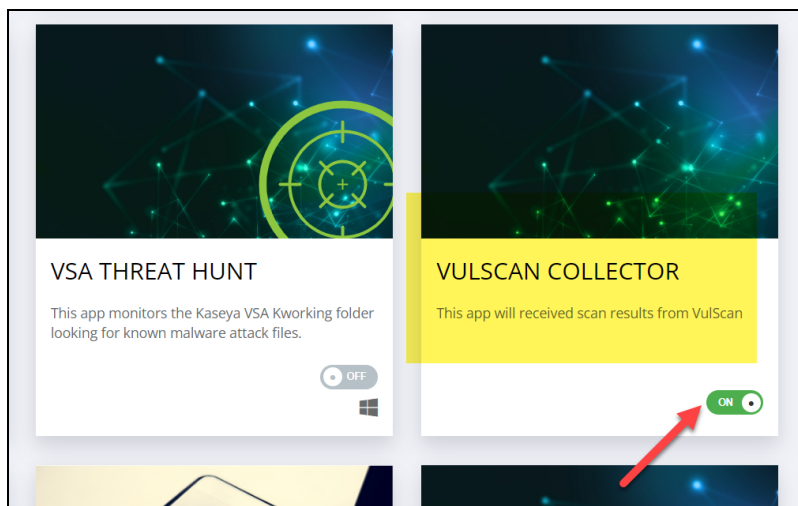 VSA THREAT HUNT
This app monitors the Kaseya VSA Kworking folder
looking for known malware attack files.
OFF
VULSCAN COLLECTOR
This app will received scan results from VulScan
ON